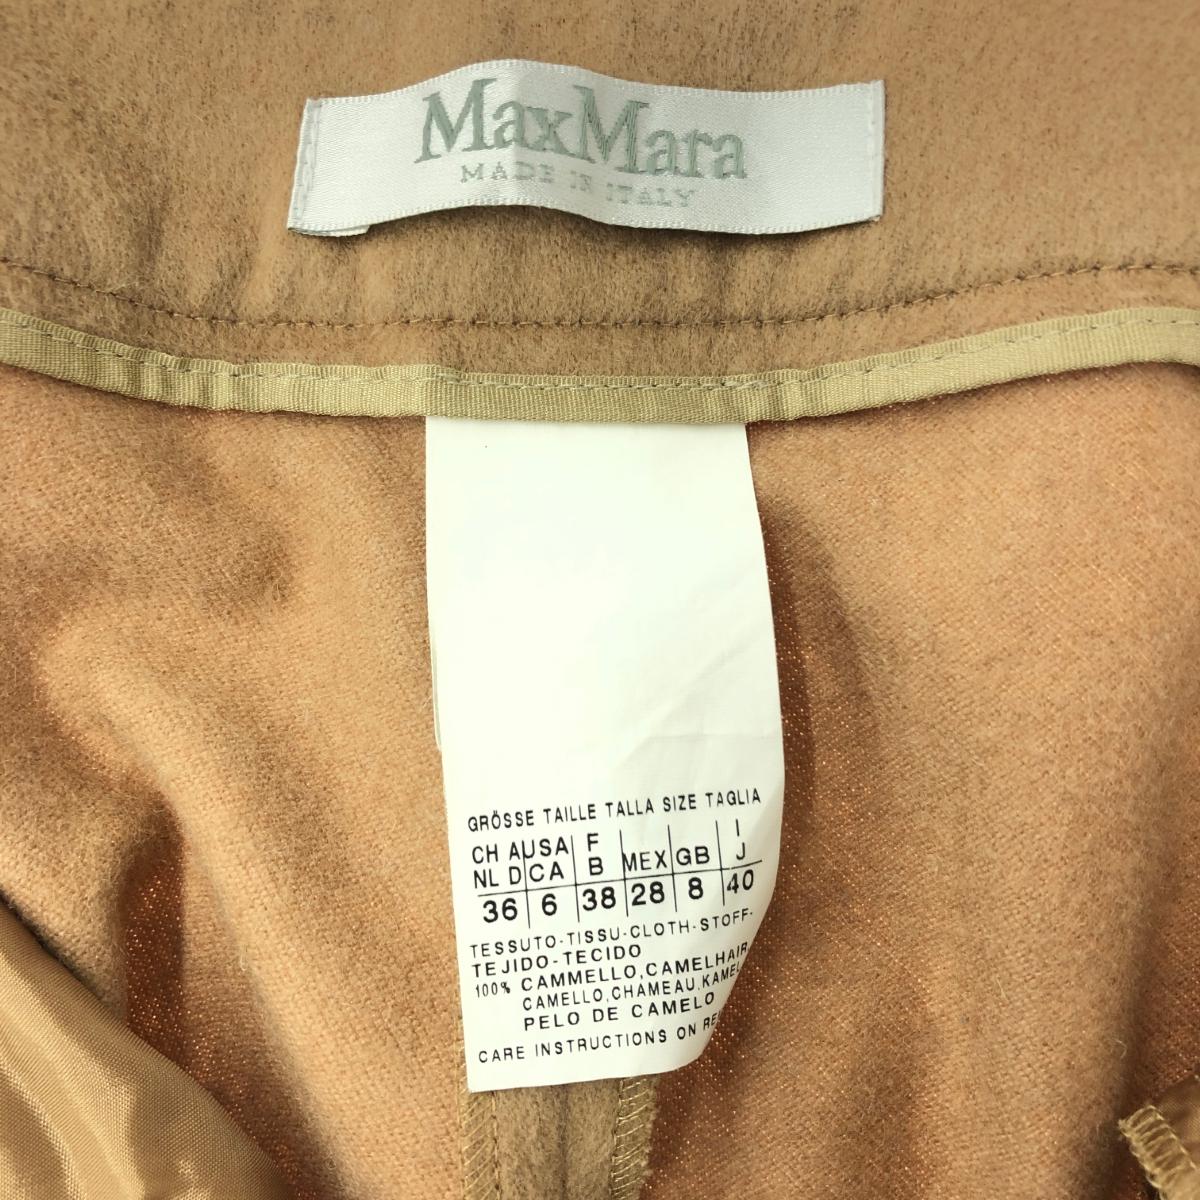 MaxMara
MADE IN ITALY
GRÖSSE TAILLE TALLA SIZE TAGLIA
CH A USA F MEX GB I
NL D CA B J
36 6 38 28 8 40
TESSUTO-TISSU-CLOTH-STOFF-
TEJIDO-TECIDO
100% CAMMELLO,CAMELHAIR
CAMELLO,CHAMEAU,KAMEL
PELO DE CAMELO
CARE INSTRUCTIONS ON